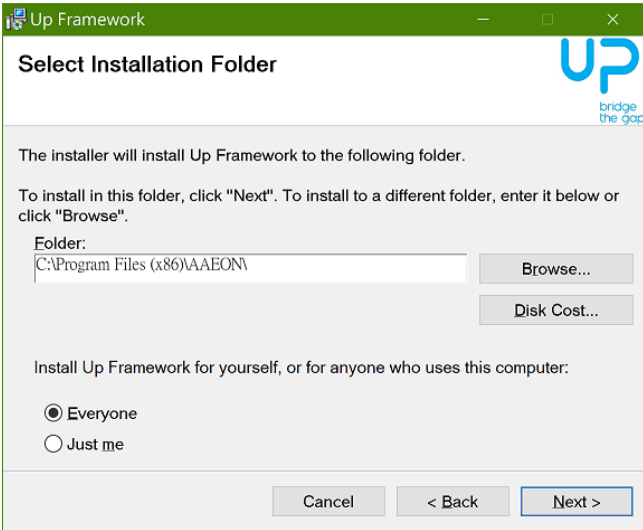 Up Framework
Select Installation Folder
UP
bridge
the gap
The installer will install Up Framework to the following folder.
To install in this folder, click "Next". To install to a different folder, enter it below or
click "Browse".
Folder:
C:\Program Files (x86)\AAEON\
Browse...
Disk Cost...
Install Up Framework for yourself, or for anyone who uses this computer:
Everyone
Just me
Cancel
< Back
Next >